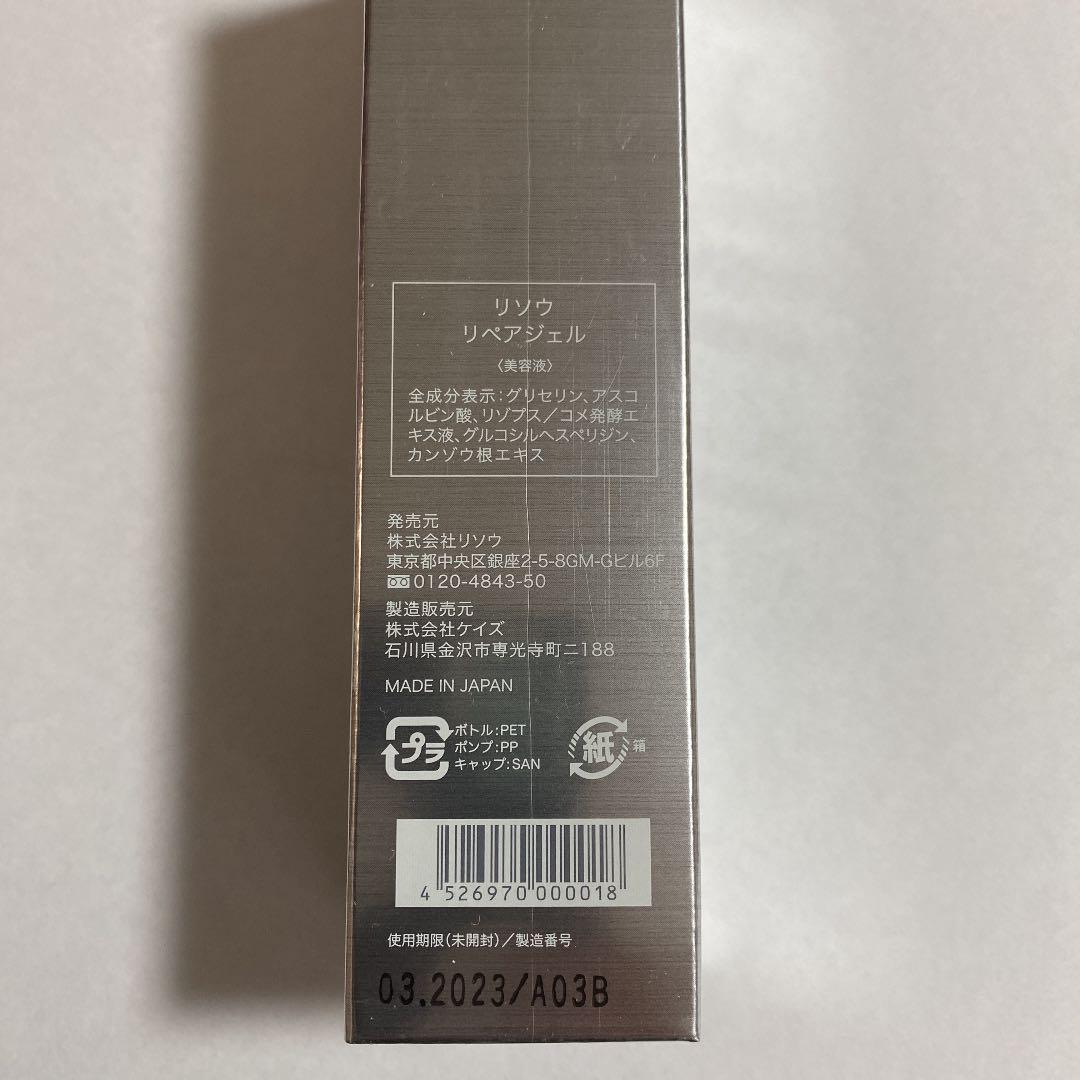 リソウ
リペアジェル
〈美容液〉
全成分表示:グリセリン、アスコ
ルビン酸、リゾプス／コメ発酵エ
キス液、グルコシルヘスペリジン、
カンゾウ根エキス
発売元
株式会社リソウ
東京都中央区銀座2-5-8GM-Gビル6F
0120-4843-50
製造販売元
株式会社ケイズ
石川県金沢市専光寺町ニ188
MADE IN JAPAN
プラ
ボトル:PET
ポンプ:PP
キャップ:SAN
紙
箱
4 526970 000018
使用期限(未開封)／製造番号
03.2023/A03B